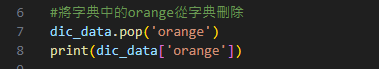 6 #將字典中的orange從字典刪除
7 dic_data.pop('orange')
8 print(dic_data['orange'])